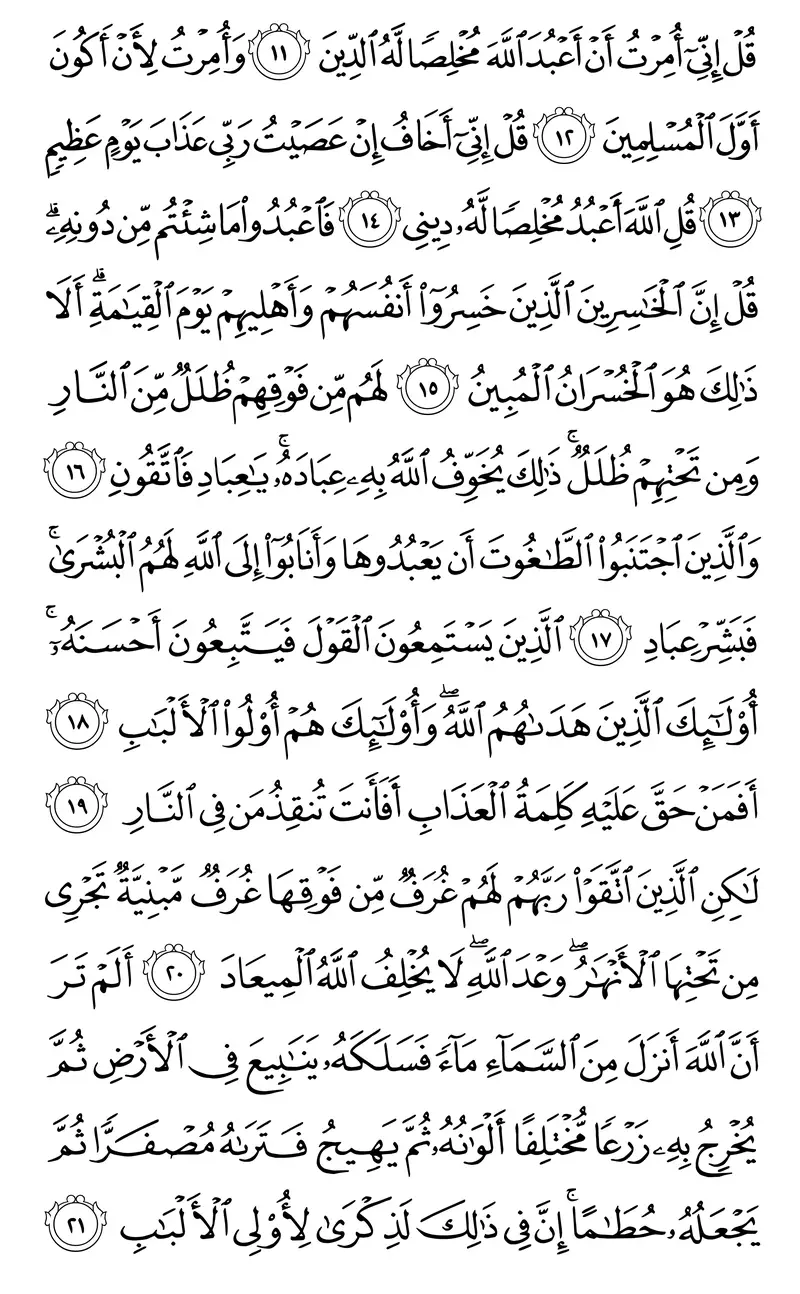 قُلْ إِنِّىٓ أُمِرْتُ أَنْ أَعْبُدَ ٱللَّهَ مُخْلِصًا لَّهُ ٱلدِّينَ ١١ وَأُمِرْتُ لِأَنْ أَكُونَ
أَوَّلَ ٱلْمُسْلِمِينَ ١٢ قُلْ إِنِّىٓ أَخَافُ إِنْ عَصَيْتُ رَبِّى عَذَابَ يَوْمٍ عَظِيمٍ
١٣ قُلِ ٱللَّهَ أَعْبُدُ مُخْلِصًا لَّهُۥ دِينِى ١٤ فَٱعْبُدُوا۟ مَا شِئْتُم مِّن دُونِهِۦ ۗ
قُلْ إِنَّ ٱلْخَـٰسِرِينَ ٱلَّذِينَ خَسِرُوٓا۟ أَنفُسَهُمْ وَأَهْلِيهِمْ يَوْمَ ٱلْقِيَـٰمَةِ ۗ أَلَا
ذَٰلِكَ هُوَ ٱلْخُسْرَانُ ٱلْمُبِينُ ١٥ لَهُم مِّن فَوْقِهِمْ ظُلَلٌ مِّنَ ٱلنَّارِ
وَمِن تَحْتِهِمْ ظُلَلٌ ۚ ذَٰلِكَ يُخَوِّفُ ٱللَّهُ بِهِۦ عِبَادَهُۥ ۚ يَـٰعِبَادِ فَٱتَّقُونِ ١٦
وَٱلَّذِينَ ٱجْتَنَبُوا۟ ٱلطَّـٰغُوتَ أَن يَعْبُدُوهَا وَأَنَابُوٓا۟ إِلَى ٱللَّهِ لَهُمُ ٱلْبُشْرَىٰ ۚ
فَبَشِّرْ عِبَادِ ١٧ ٱلَّذِينَ يَسْتَمِعُونَ ٱلْقَوْلَ فَيَتَّبِعُونَ أَحْسَنَهُۥٓ ۚ
أُو۟لَـٰٓئِكَ ٱلَّذِينَ هَدَىٰهُمُ ٱللَّهُ ۖ وَأُو۟لَـٰٓئِكَ هُمْ أُو۟لُوا۟ ٱلْأَلْبَـٰبِ ١٨
أَفَمَنْ حَقَّ عَلَيْهِ كَلِمَةُ ٱلْعَذَابِ أَفَأَنتَ تُنقِذُ مَن فِى ٱلنَّارِ ١٩
لَـٰكِنِ ٱلَّذِينَ ٱتَّقَوْا۟ رَبَّهُمْ لَهُمْ غُرَفٌ مِّن فَوْقِهَا غُرَفٌ مَّبْنِيَّةٌ تَجْرِى
مِن تَحْتِهَا ٱلْأَنْهَـٰرُ ۖ وَعْدَ ٱللَّهِ ۖ لَا يُخْلِفُ ٱللَّهُ ٱلْمِيعَادَ ٢٠ أَلَمْ تَرَ
أَنَّ ٱللَّهَ أَنزَلَ مِنَ ٱلسَّمَآءِ مَآءً فَسَلَكَهُۥ يَنَـٰبِيعَ فِى ٱلْأَرْضِ ثُمَّ
يُخْرِجُ بِهِۦ زَرْعًا مُّخْتَلِفًا أَلْوَٰنُهُۥ ثُمَّ يَهِيجُ فَتَرَىٰهُ مُصْفَرًّا ثُمَّ
يَجْعَلُهُۥ حُطَـٰمًا ۚ إِنَّ فِى ذَٰلِكَ لَذِكْرَىٰ لِأُو۟لِى ٱلْأَلْبَـٰبِ ٢١